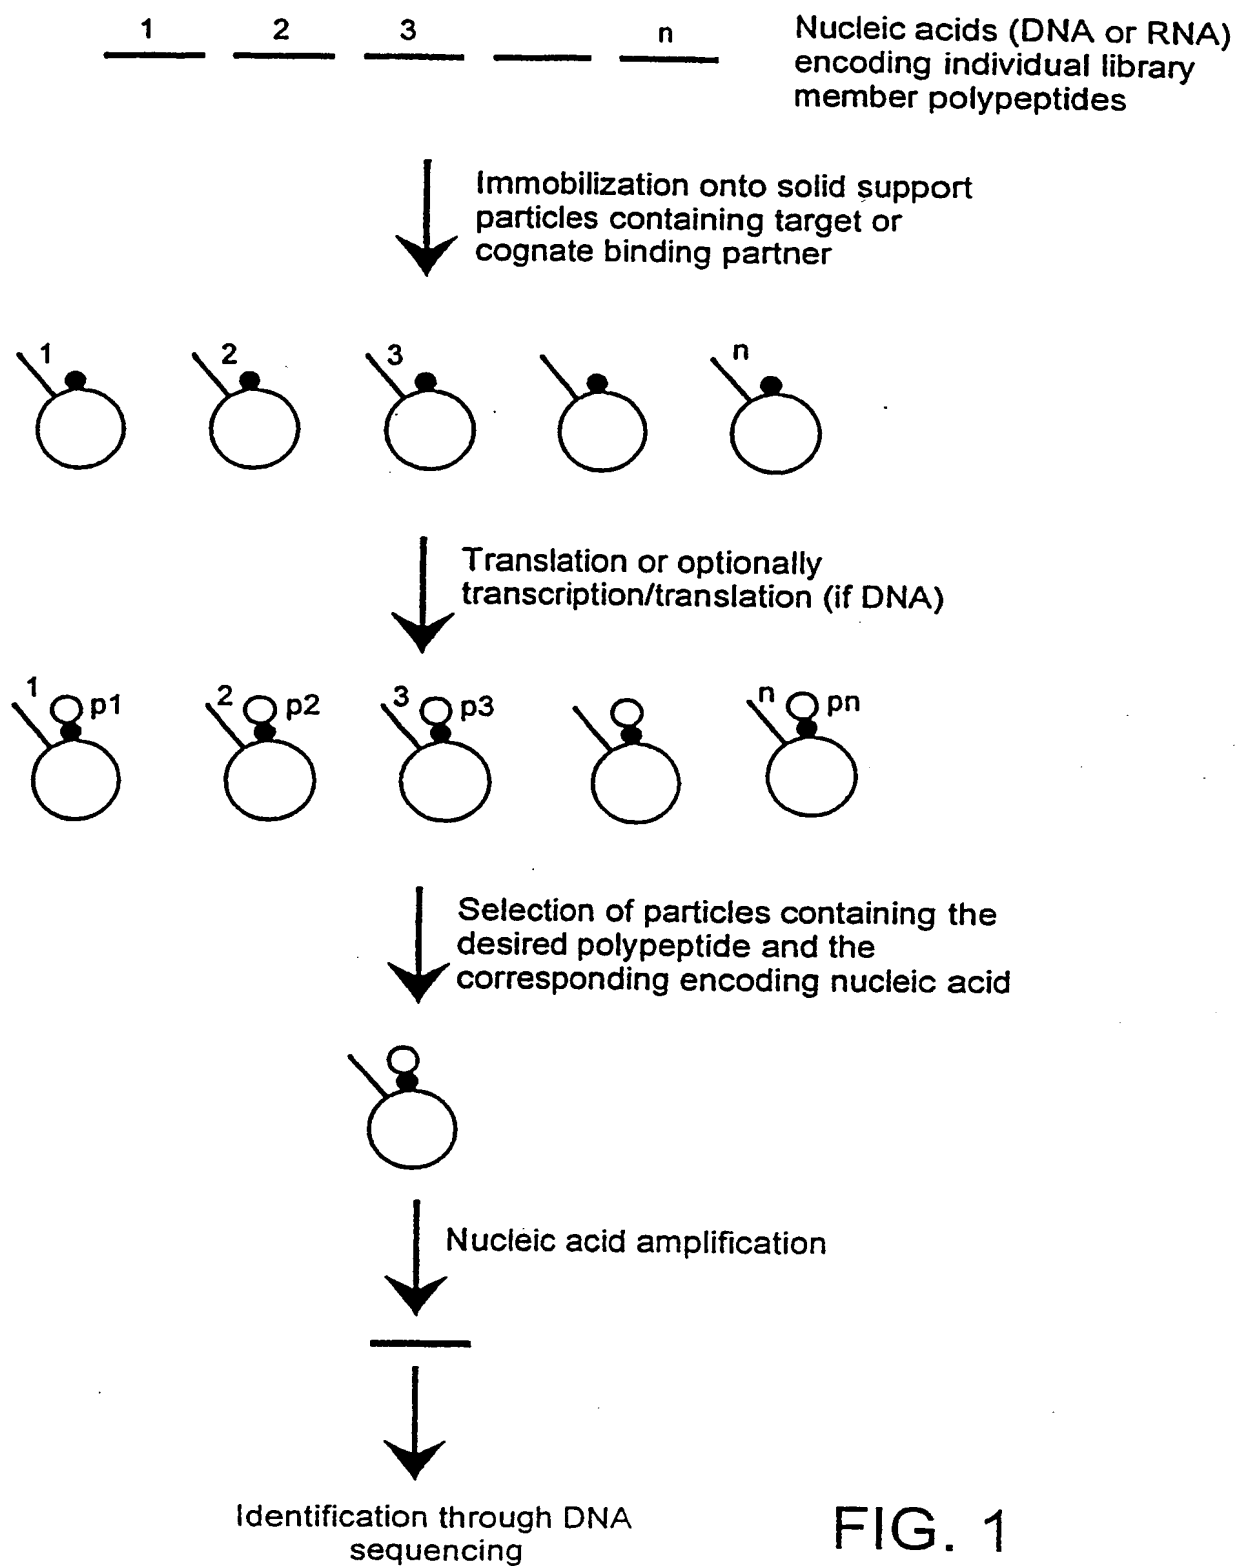 1 2 3 n
Nucleic acids (DNA or RNA)
encoding individual library
member polypeptides
Immobilization onto solid support
particles containing target or
cognate binding partner
1 2 3 n
Translation or optionally
transcription/translation (if DNA)
1 p1 2 p2 3 p3 n pn
Selection of particles containing the
desired polypeptide and the
corresponding encoding nucleic acid
Nucleic acid amplification
Identification through DNA
sequencing
FIG. 1